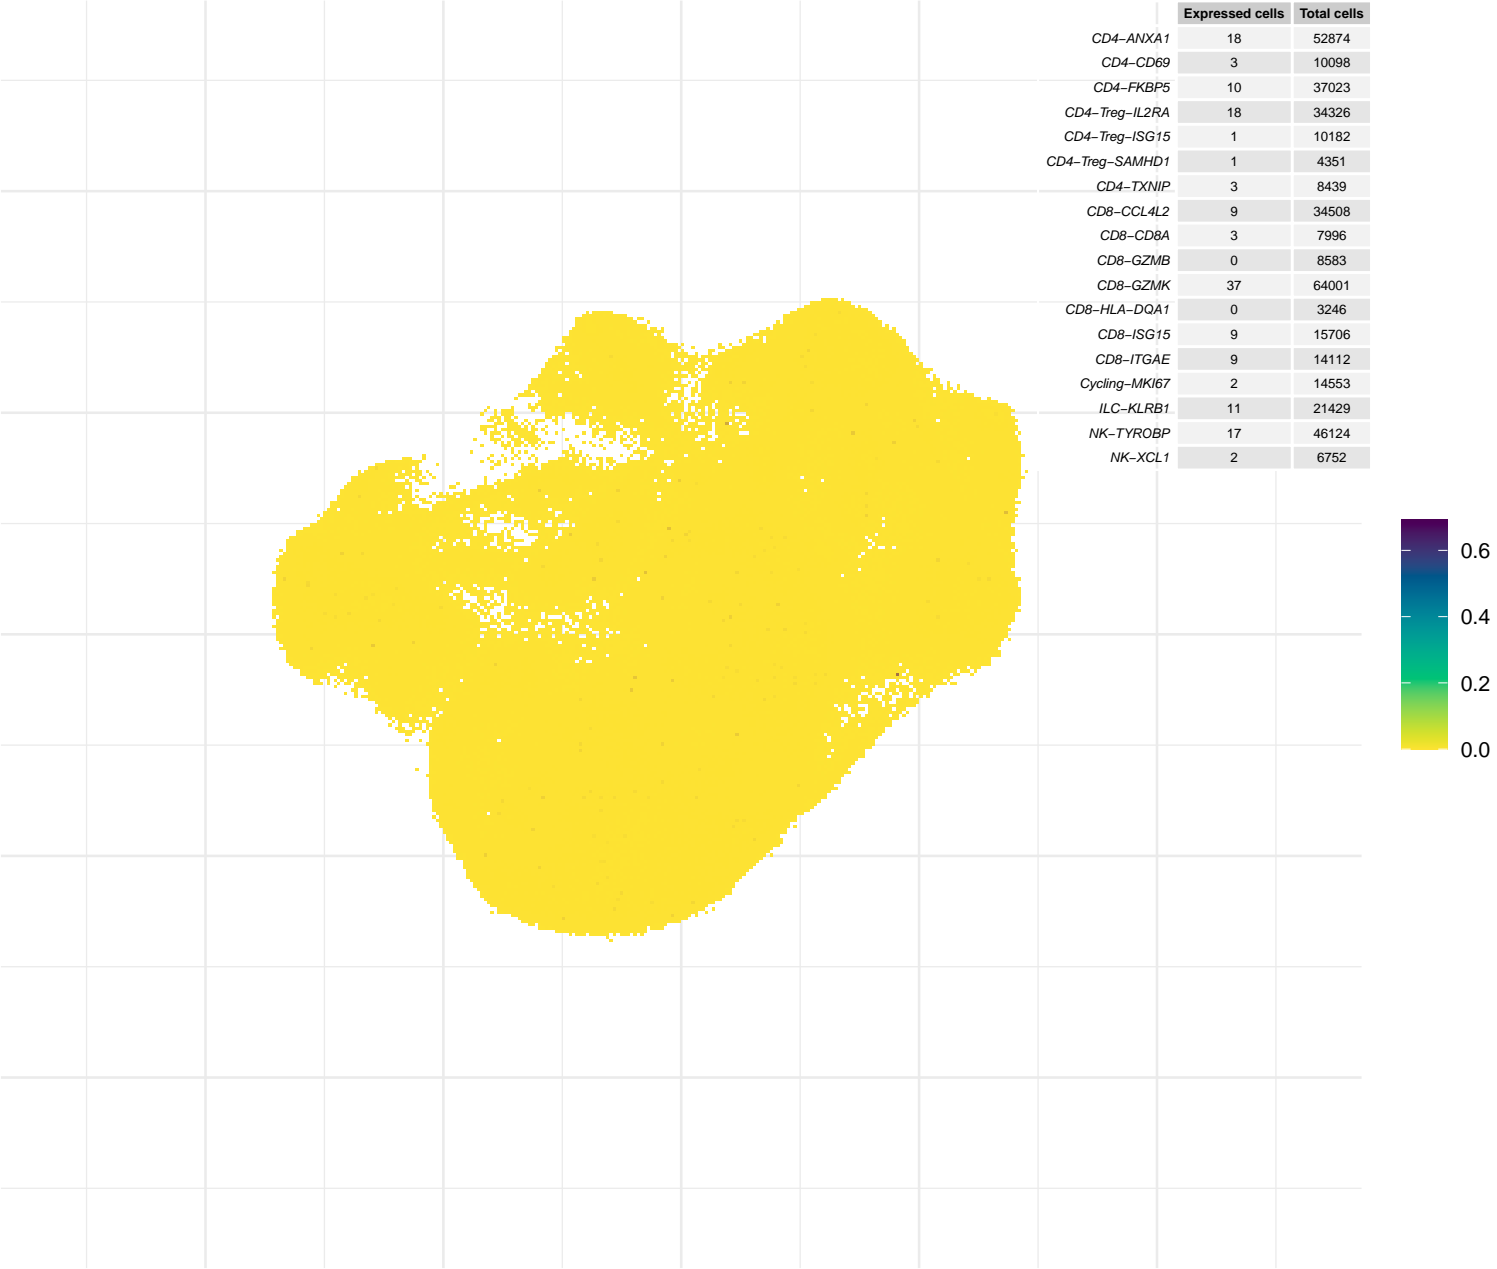 Expressed cells Total cells
CD4−ANXA1 18 52874
CD4−CD69 3 10098
CD4−FKBP5 10 37023
CD4−Treg−IL2RA 18 34326
CD4−Treg−ISG15 1 10182
CD4−Treg−SAMHD1 1 4351
CD4−TXNIP 3 8439
CD8−CCL4L2 9 34508
CD8−CD8A 3 7996
CD8−GZMB 0 8583
CD8−GZMK 37 64001
CD8−HLA−DQA1 0 3246
CD8−ISG15 9 15706
CD8−ITGAE 9 14112
Cycling−MKI67 2 14553
ILC−KLRB1 11 21429
NK−TYROBP 17 46124
NK−XCL1 2 6752
0.6
0.4
0.2
0.0